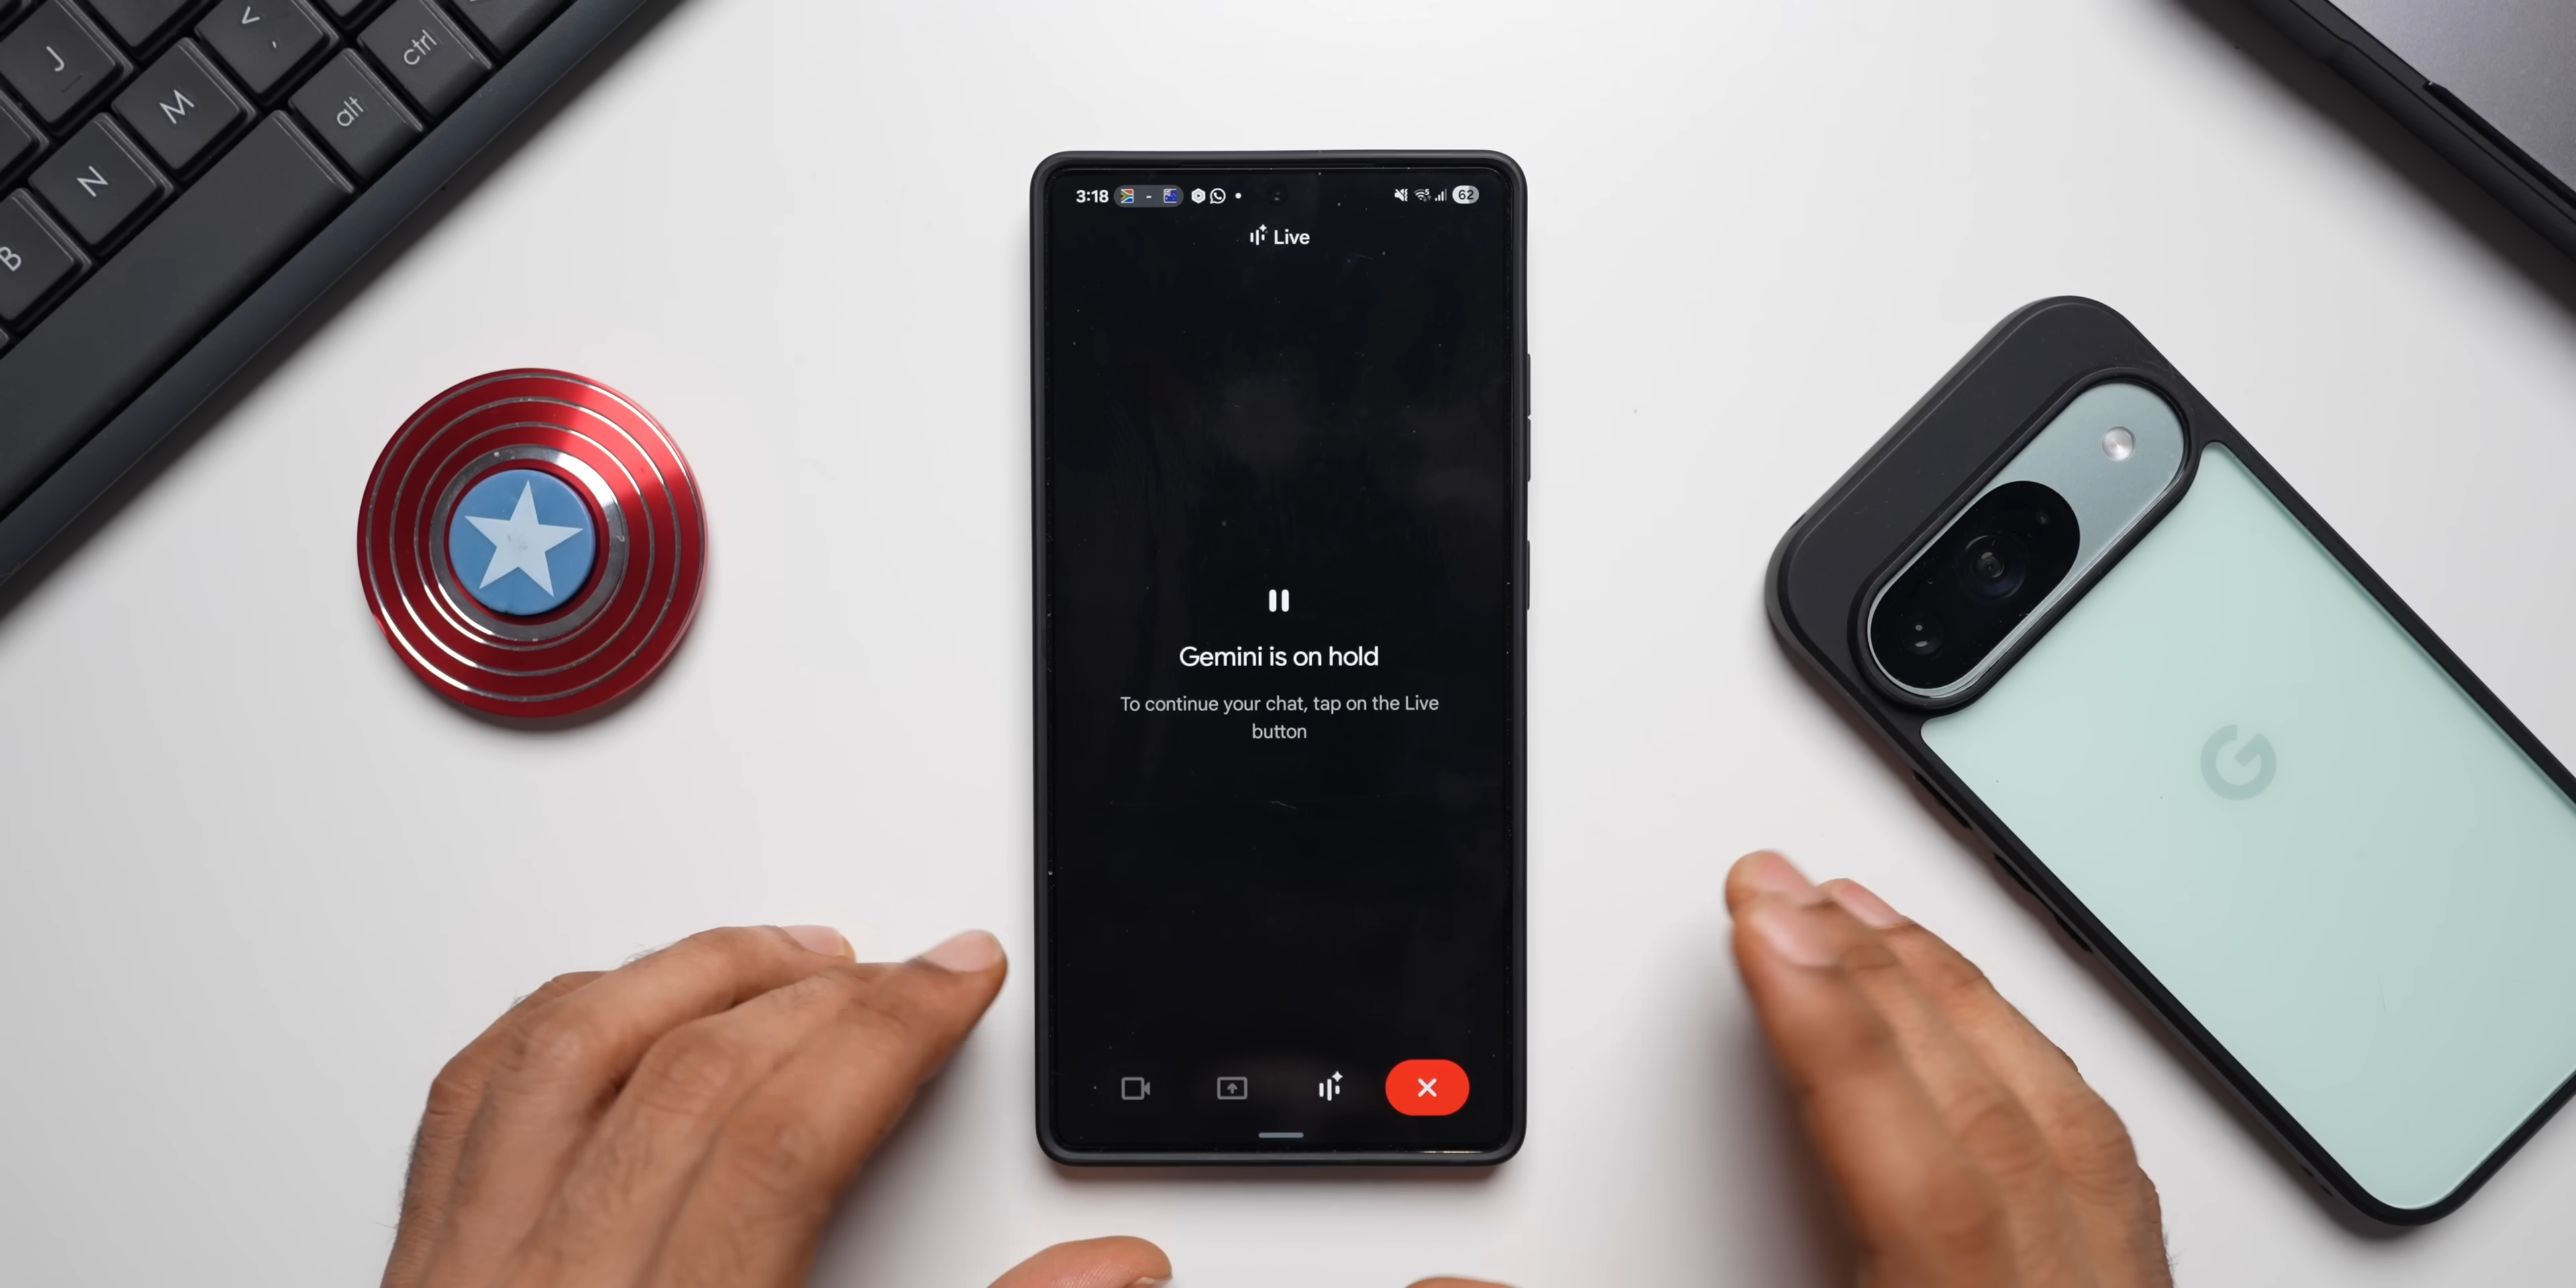 J
<
,
ctrl
M
alt
N
B
3:18
-
62
Live
Gemini is on hold
To continue your chat, tap on the Live
button
G